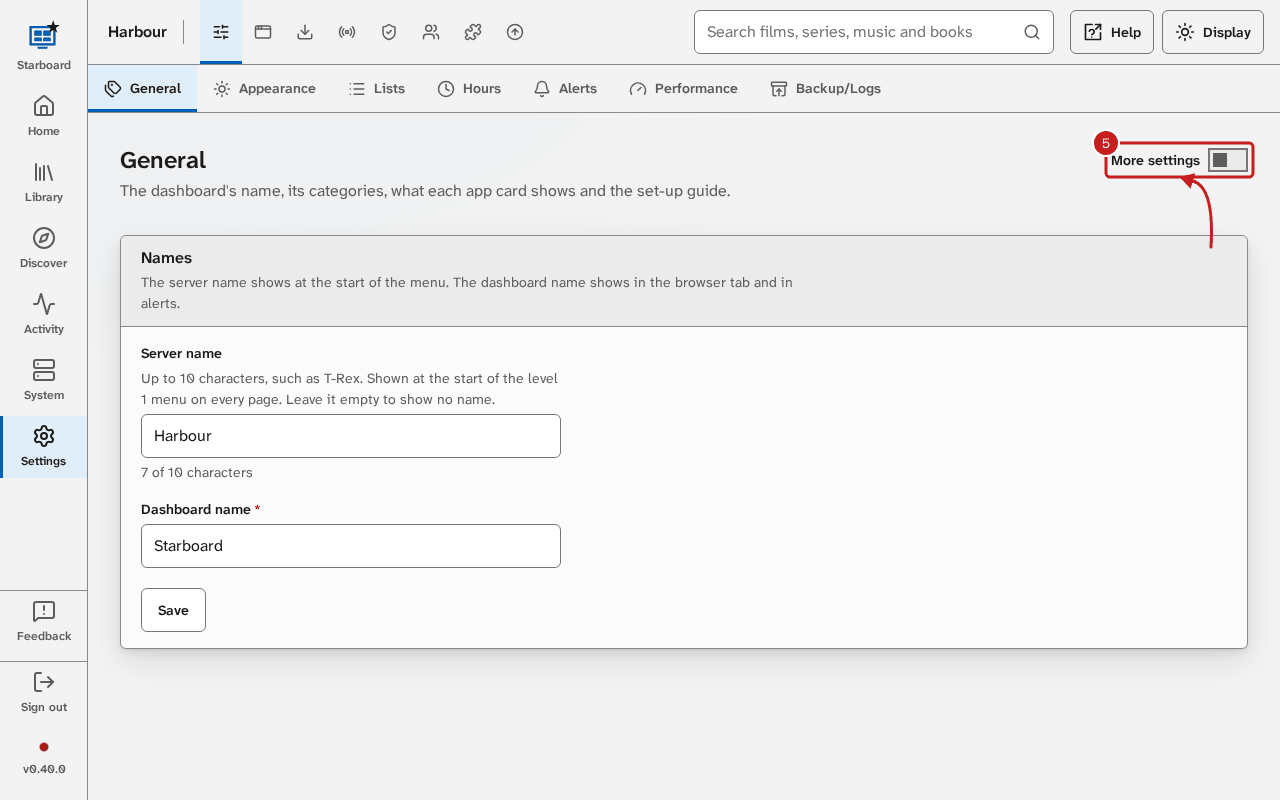 Starboard
Home
Library
Discover
Activity
System
Settings
Feedback
Sign out
v0.40.0
Harbour
Search films, series, music and books
Help
Display
General
Appearance
Lists
Hours
Alerts
Performance
Backup/Logs
General
The dashboard's name, its categories, what each app card shows and the set-up guide.
5
More settings
Names
The server name shows at the start of the menu. The dashboard name shows in the browser tab and in
alerts.
Server name
Up to 10 characters, such as T-Rex. Shown at the start of the level
1 menu on every page. Leave it empty to show no name.
Harbour
7 of 10 characters
Dashboard name *
Starboard
Save